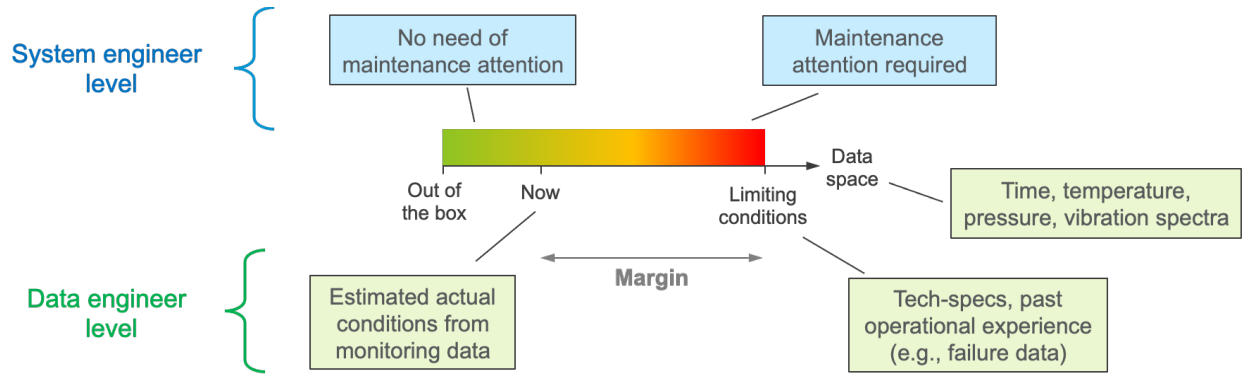 System engineer
level
No need of
maintenance attention
Maintenance
attention required
Out of
the box
Now
Limiting
conditions
Data
space
Time, temperature,
pressure, vibration spectra
Margin
Data engineer
level
Estimated actual
conditions from
monitoring data
Tech-specs, past
operational experience
(e.g., failure data)